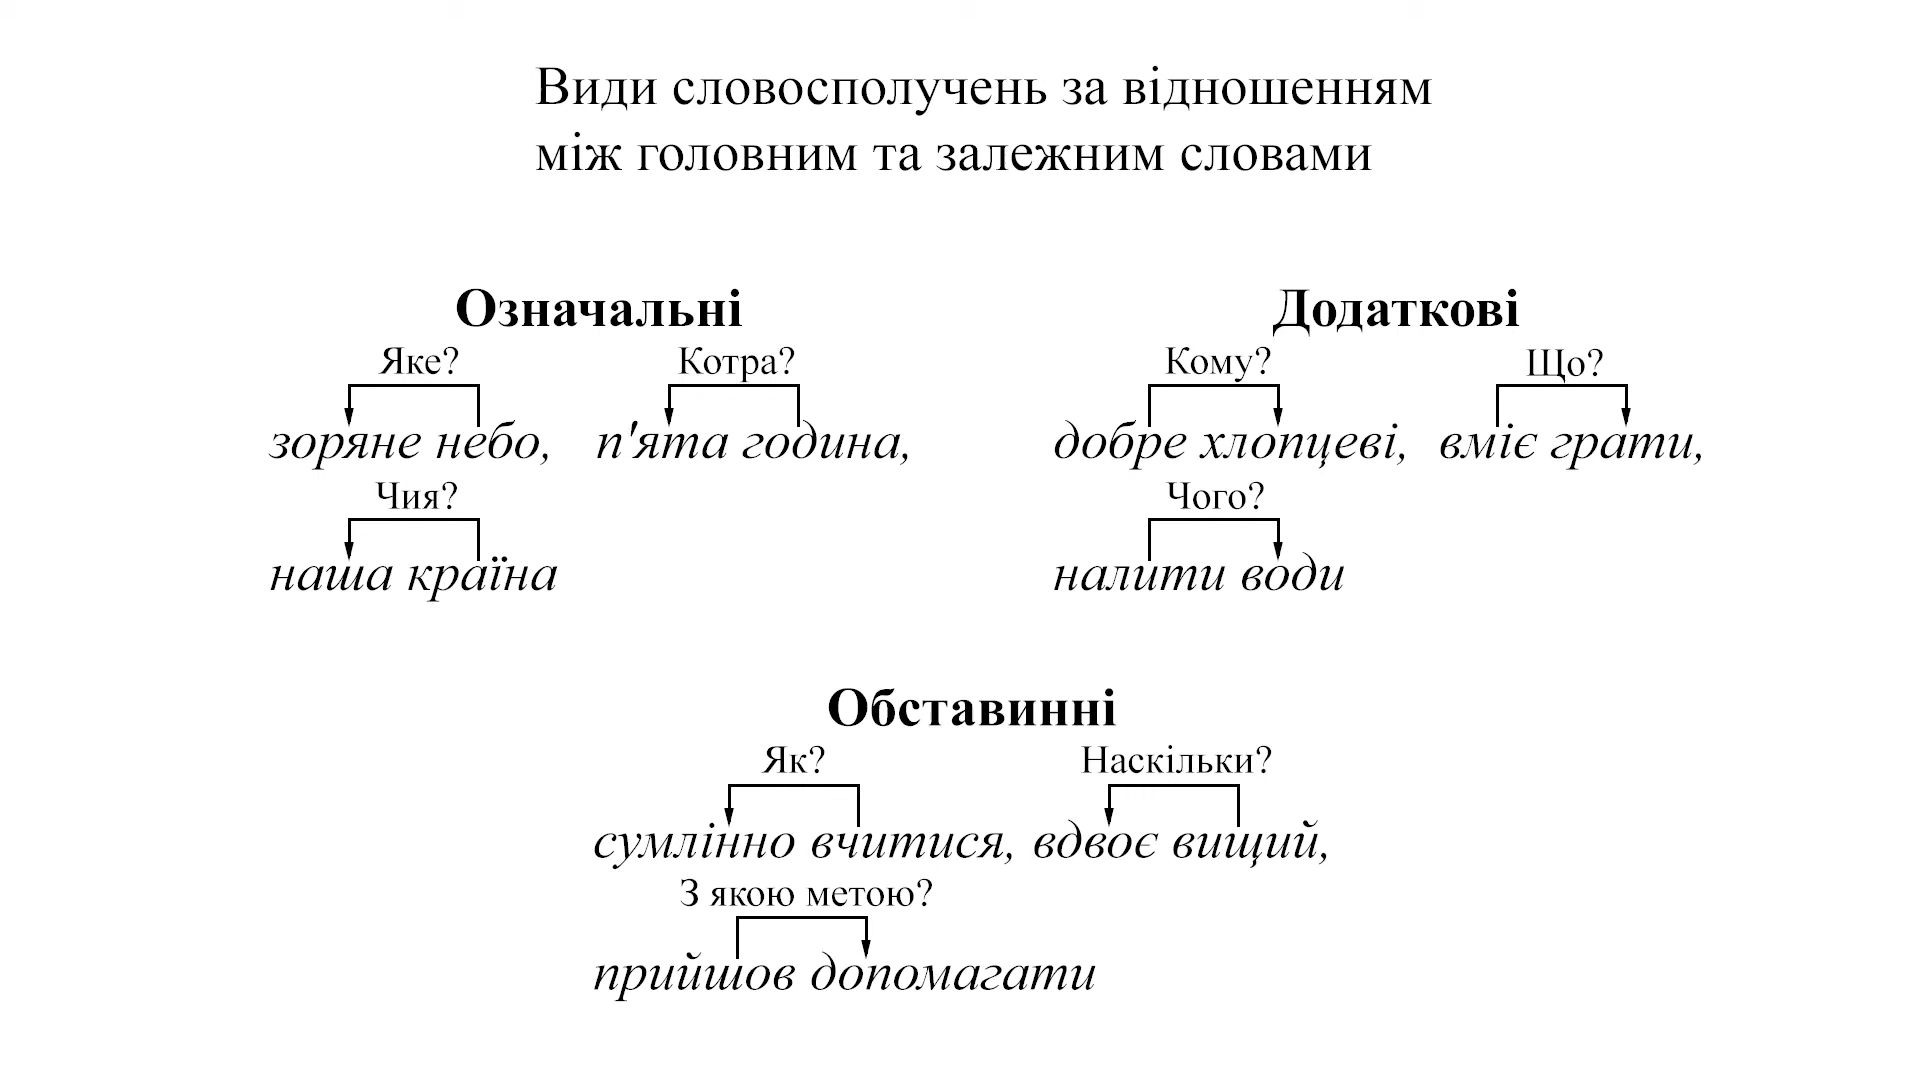 Види словосполучень за відношенням
між головним та залежним словами
Означальні
Яке? Котра?
зоряне небо, п'ята година,
Чия?
наша країна
Додаткові
Кому? Що?
добре хлопцеві, вміє грати,
Чого?
налити води
Обставинні
Як? Наскільки?
сумлінно вчитися, вдвоє вищий,
З якою метою?
прийшов допомагати